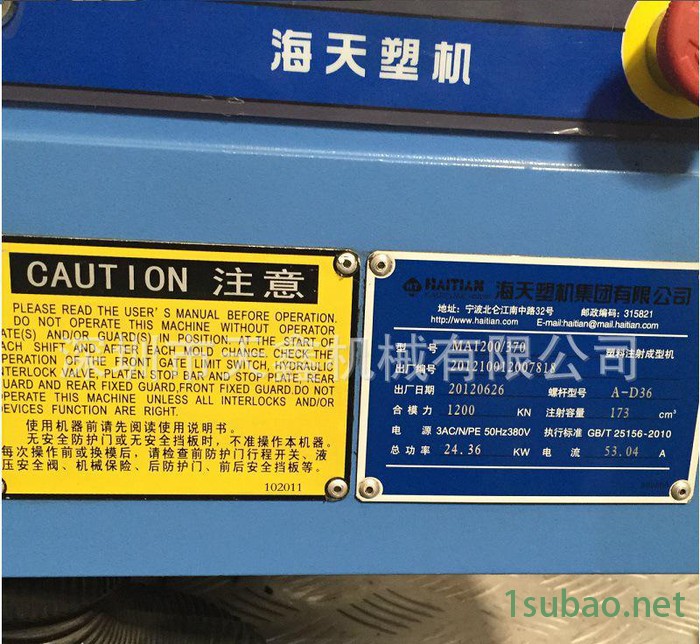 海天塑机
CAUTION 注意
PLEASE READ THE USER'S MANUAL BEFORE OPERATION.
DO NOT OPERATE THIS MACHINE WITHOUT OPERATOR
GATE(S) AND/OR GUARD(S) IN POSITION. AT THE START OF
EACH SHIFT AND AFTER EACH MOLD CHANGE. CHECK THE
OPERATION OF THE FRONT GATE LIMIT SWITCH, HYDRAULIC
INTERLOCK VALVE, PLATEN STOP BAR AND STOP PLATE, REAR
GUARD AND REAR FIXED GUARD,FRONT FIXED GUARD.DO NOT
OPERATE THIS MACHINE UNLESS ALL INTERLOCKS AND/OR
DEVICES FUNCTION ARE RIGHT.
使用机器前请先阅读使用说明书。
无安全防护门或无安全挡板时，不准操作本机器。
每次操作前或换模后，请检查前防护门行程开关、液
压安全阀、机械保险、后防护门、前后安全挡板等。
102011
HAITIAN 海天塑机集团有限公司
地址: 宁波北仑江南中路32号 邮政编码: 315821
http://www.haitian.com E-mail:haitian@mail.haitian.com
型号 MA1200/370 塑料注射成型机
出厂编号 201210012007818
出厂日期 20120626 螺杆型号 A-D36
合模力 1200 KN 注射容量 173 cm³
电源 3AC/N/PE 50Hz380V 执行标准 GB/T 25156-2010
总功率 24.36 KW 电流 53.04 A
1subao.net